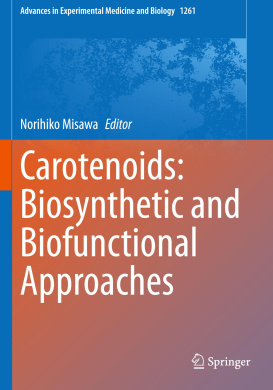 Advances in Experimental Medicine and Biology 1261
Norihiko Misawa Editor
Carotenoids:
Biosynthetic and
Biofunctional
Approaches
Springer